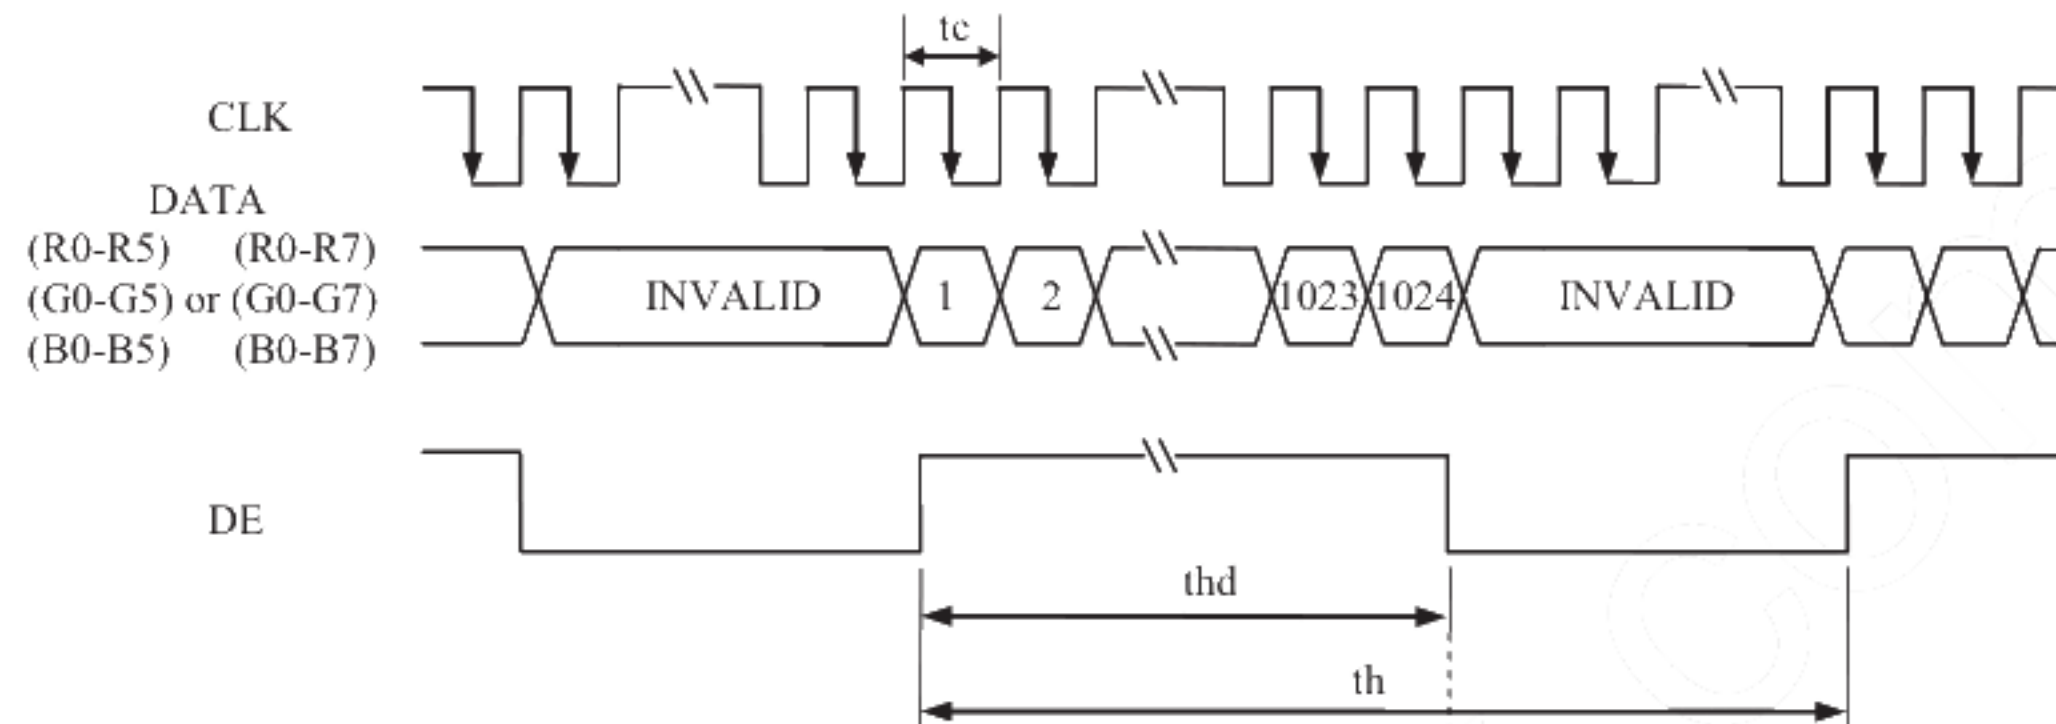 tc
CLK
DATA
(R0-R5) (R0-R7)
(G0-G5) or (G0-G7)
(B0-B5) (B0-B7)
INVALID 1 2 1023 1024 INVALID
DE
thd
th